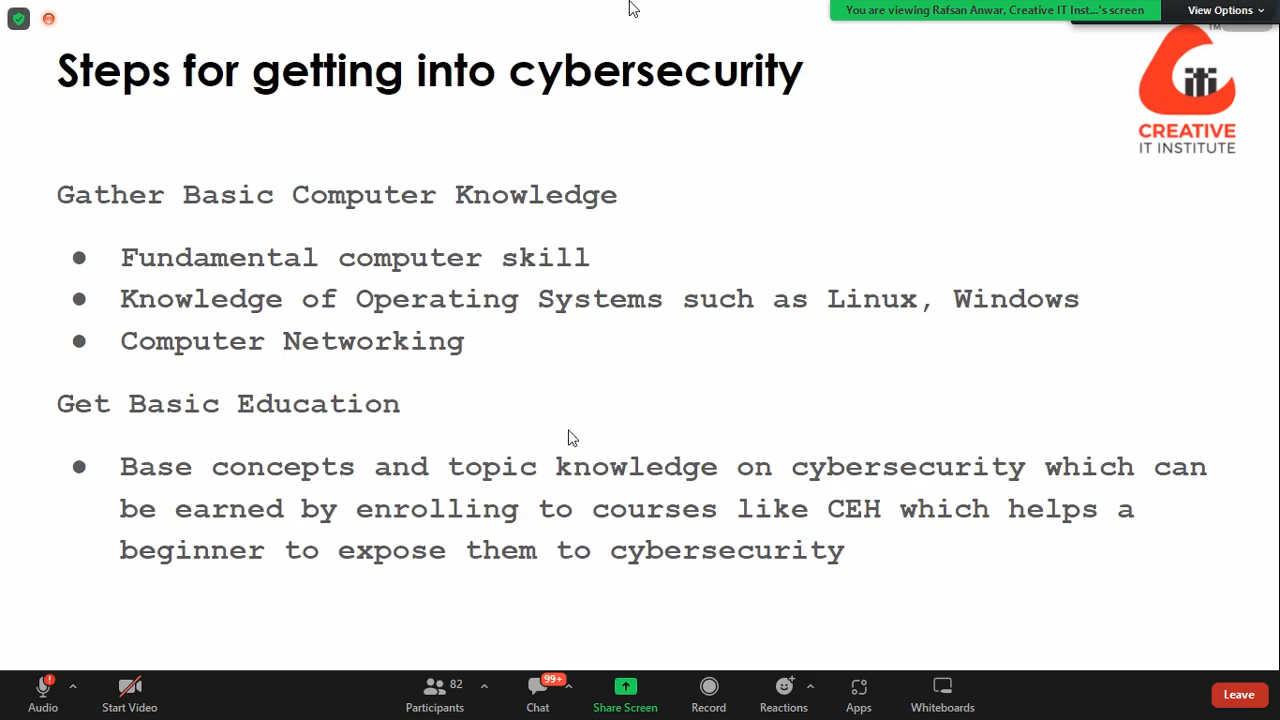 You are viewing Rafsan Anwar, Creative IT Inst...'s screen
View Options
Steps for getting into cybersecurity
TM
iti
CREATIVE
IT INSTITUTE
Gather Basic Computer Knowledge
● Fundamental computer skill
● Knowledge of Operating Systems such as Linux, Windows
● Computer Networking
Get Basic Education
● Base concepts and topic knowledge on cybersecurity which can
be earned by enrolling to courses like CEH which helps a
beginner to expose them to cybersecurity
Audio
Start Video
Participants
82
Chat
99+
Share Screen
Record
Reactions
Apps
Whiteboards
Leave